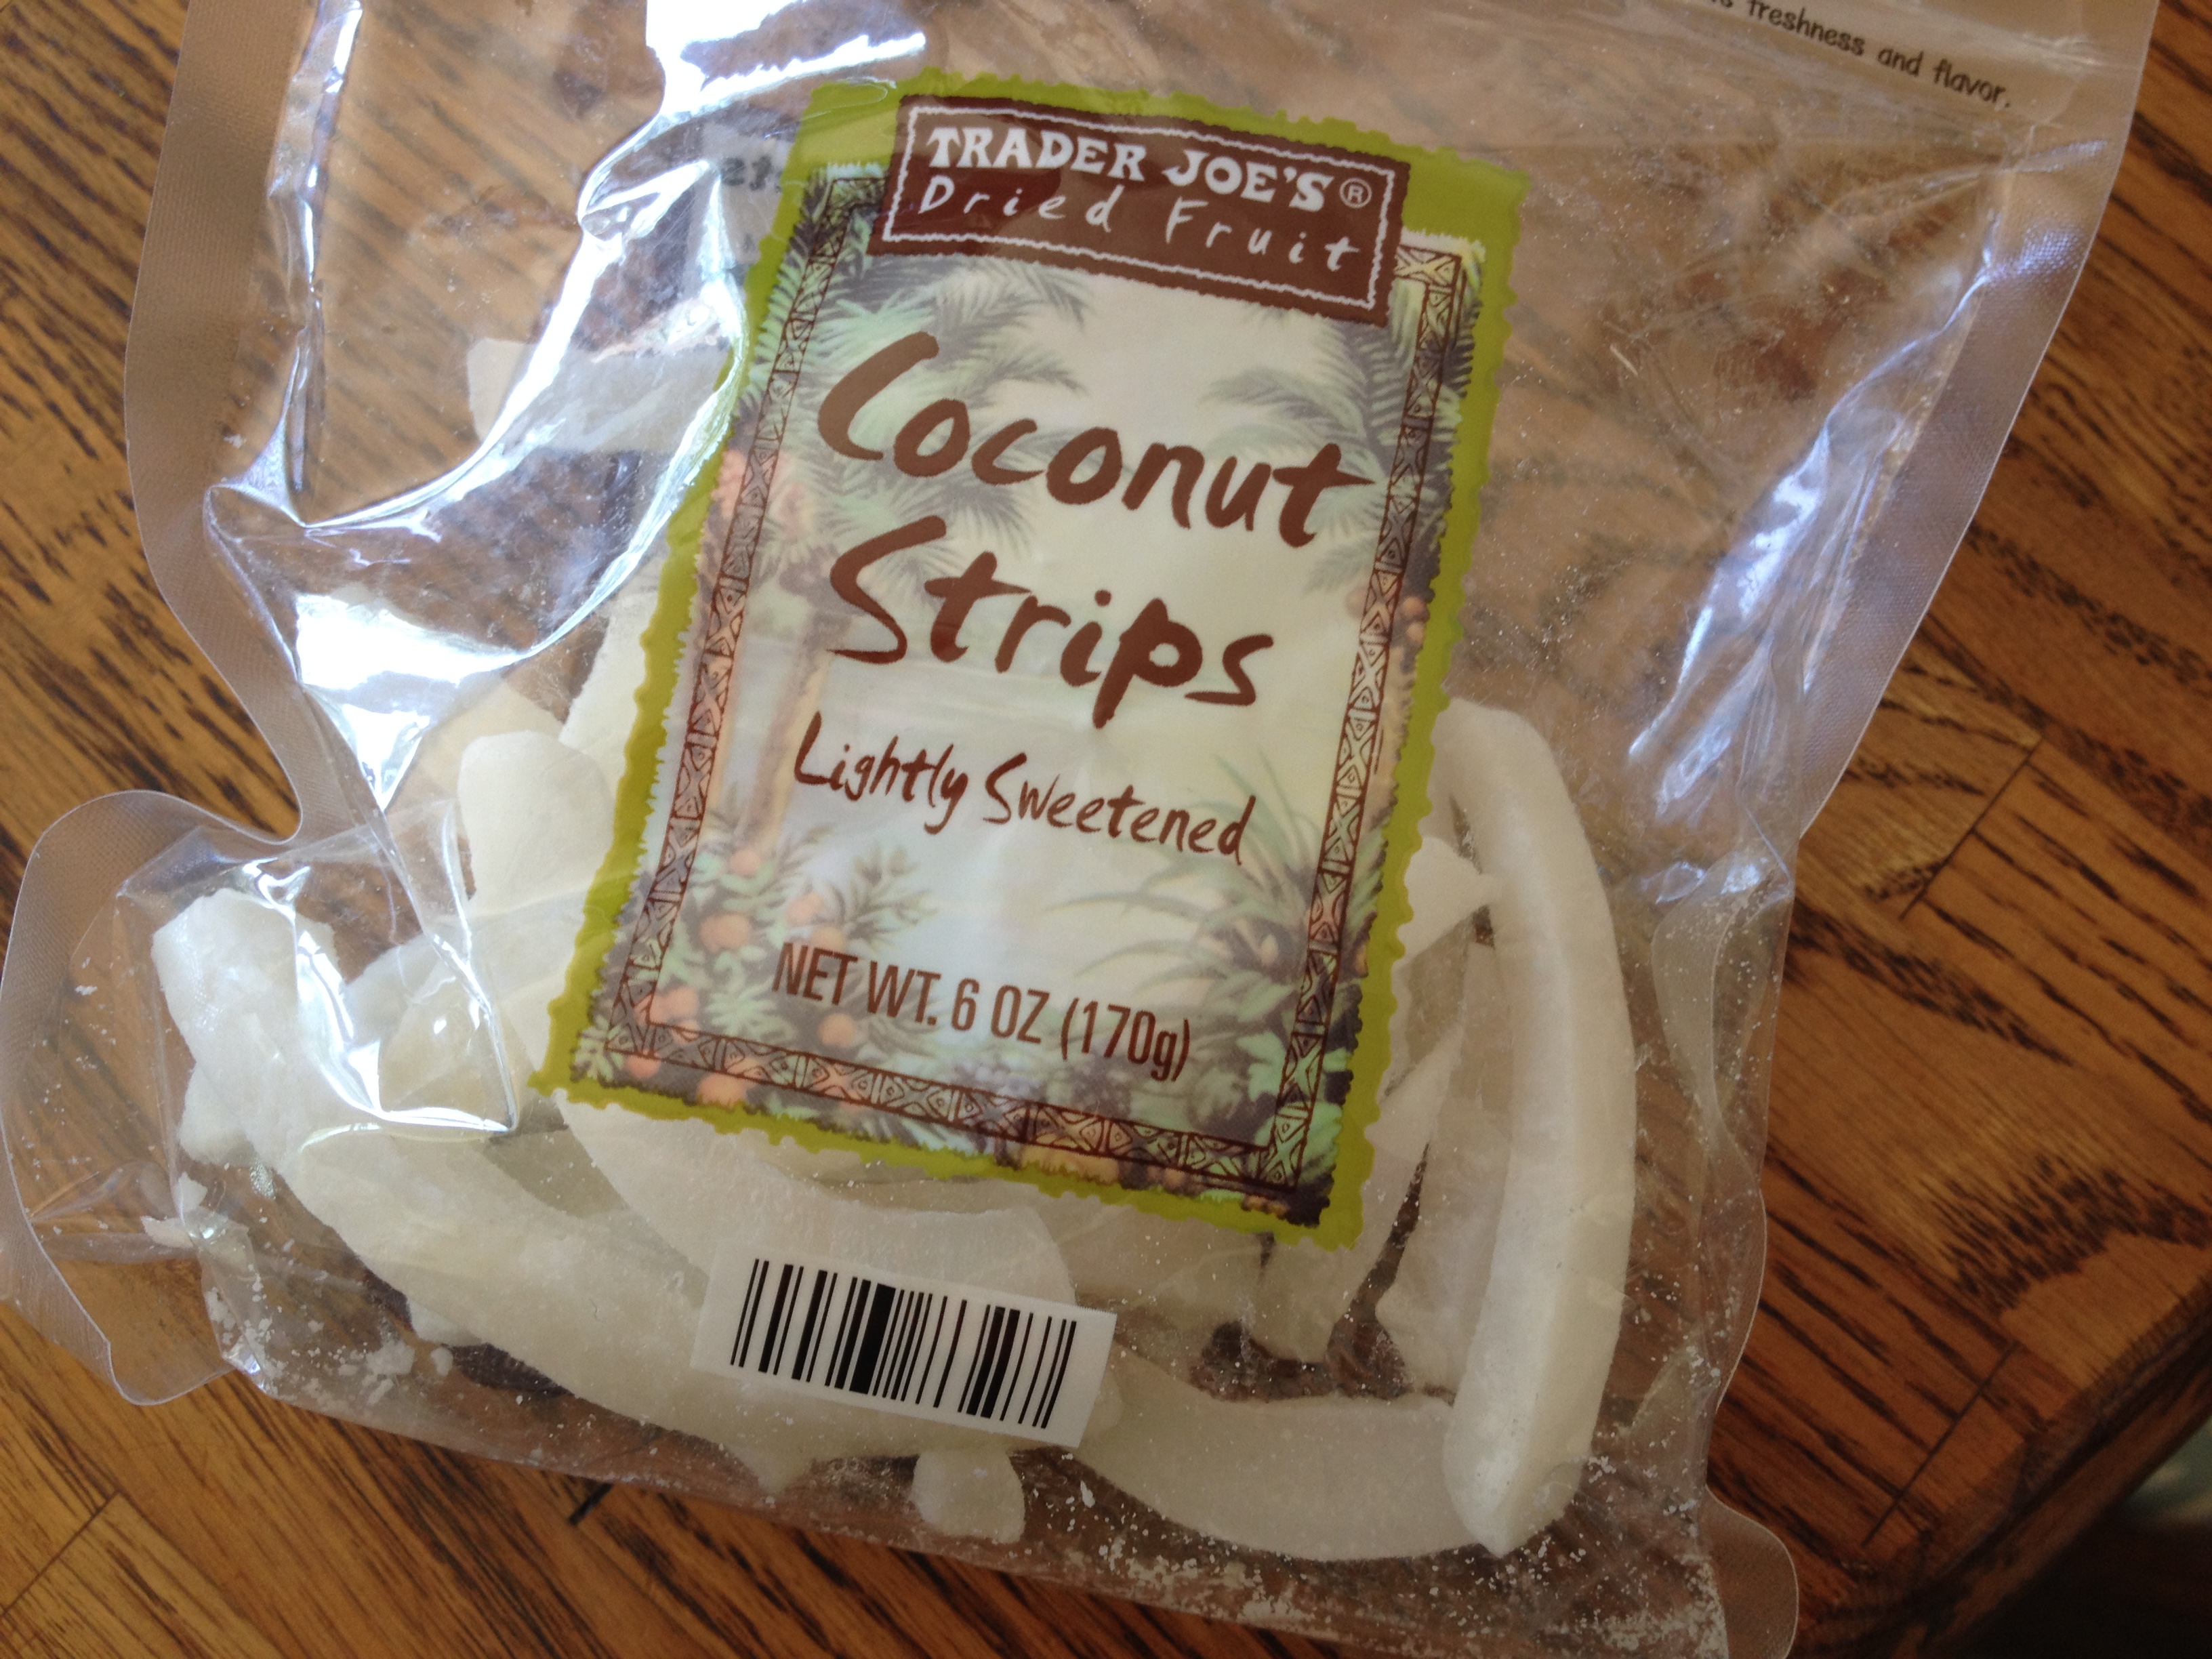 freshness and flavor.
TRADER JOE'S®
Dried Fruit
Coconut
Strips
Lightly Sweetened
NET WT. 6 OZ (170g)